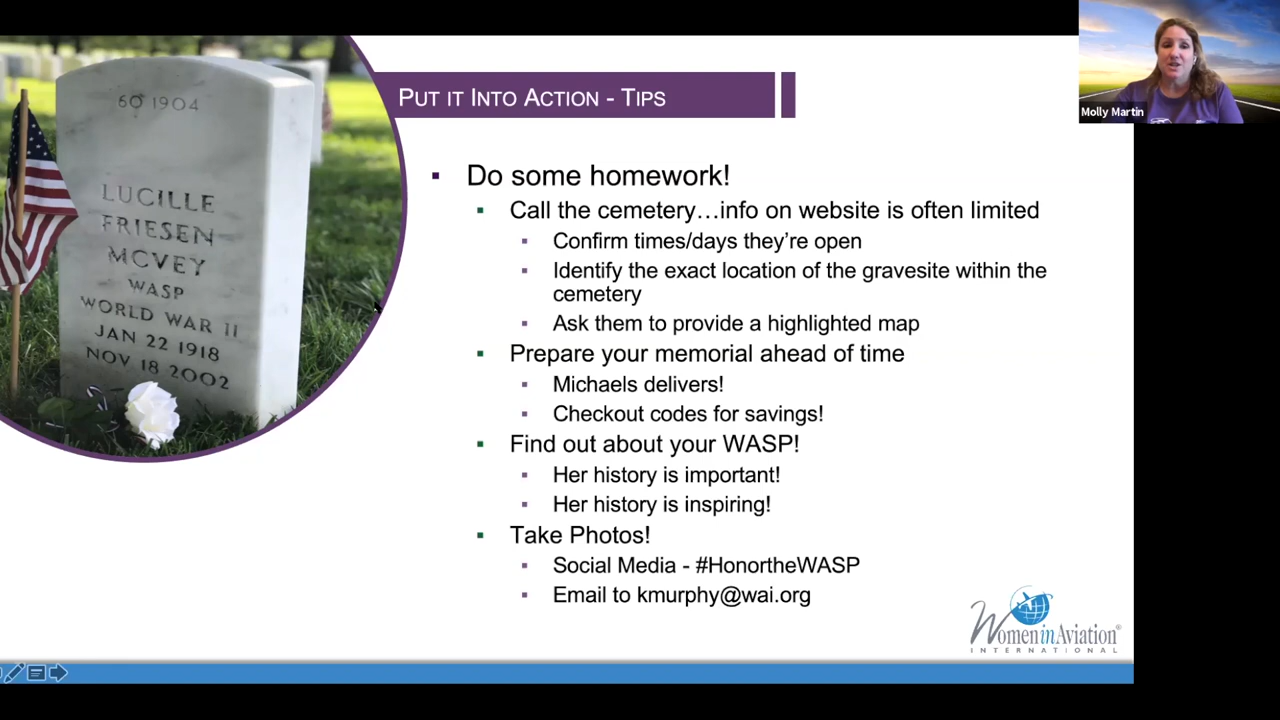 60 1904
LUCILLE
FRIESEN
MCVEY
WASP
WORLD WAR II
JAN 22 1918
NOV 18 2002
PUT IT INTO ACTION - TIPS
Molly Martin
Do some homework!
Call the cemetery…info on website is often limited
Confirm times/days they're open
Identify the exact location of the gravesite within the
cemetery
Ask them to provide a highlighted map
Prepare your memorial ahead of time
Michaels delivers!
Checkout codes for savings!
Find out about your WASP!
Her history is important!
Her history is inspiring!
Take Photos!
Social Media - #HonortheWASP
Email to kmurphy@wai.org
Women in Aviation®
INTERNATIONAL